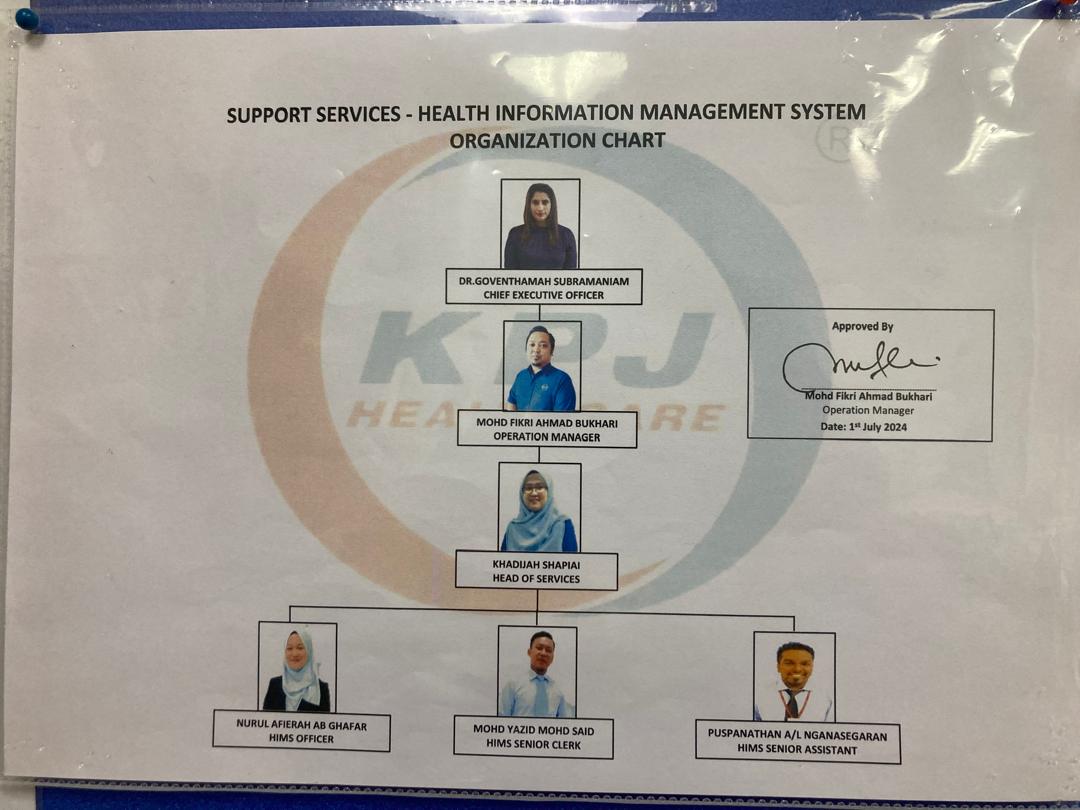 SUPPORT SERVICES - HEALTH INFORMATION MANAGEMENT SYSTEM
ORGANIZATION CHART
DR.GOVENTHAMAH SUBRAMANIAM
CHIEF EXECUTIVE OFFICER
KPJ
HEALTHCARE
®
MOHD FIKRI AHMAD BUKHARI
OPERATION MANAGER
Approved By
Mohd Fikri Ahmad Bukhari
Operation Manager
Date: 1st July 2024
KHADIJAH SHAPIAI
HEAD OF SERVICES
NURUL AFIERAH AB GHAFAR
HIMS OFFICER
MOHD YAZID MOHD SAID
HIMS SENIOR CLERK
PUSPANATHAN A/L NGANASEGARAN
HIMS SENIOR ASSISTANT